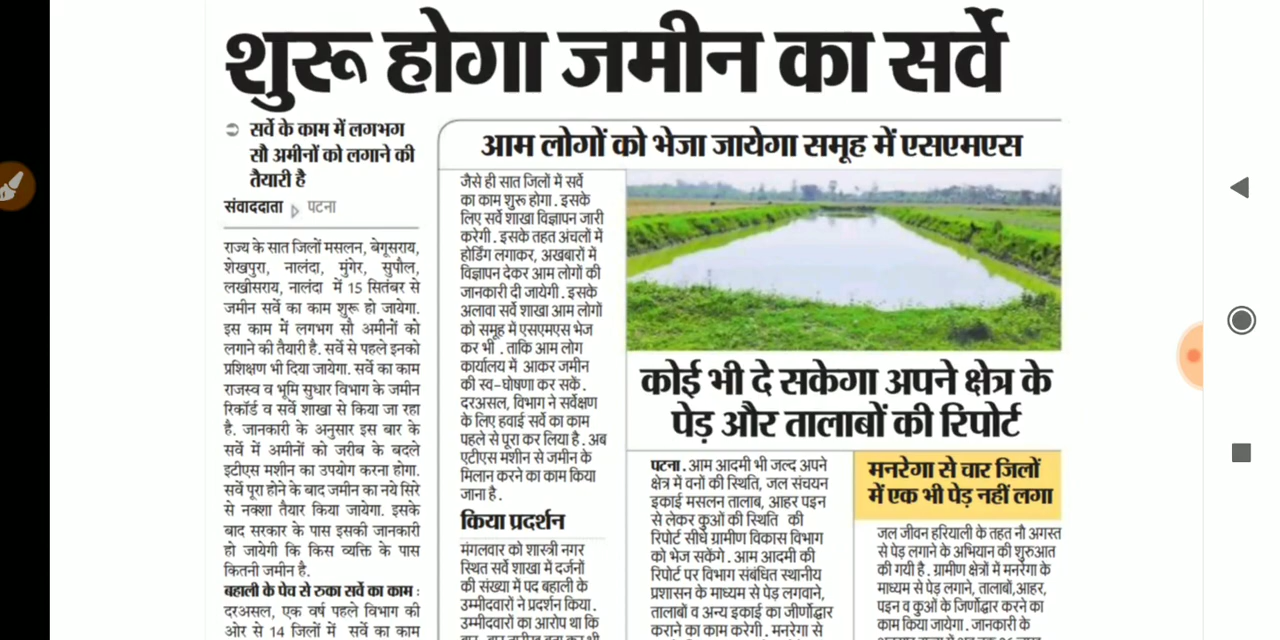 शुरू होगा जमीन का सर्वे
सर्वे के काम में लगभग
सौ अमीनों को लगाने की
तैयारी है
संवाददाता पटना
राज्य के सात जिलों मसलन, बेगूसराय,
शेखपुरा, नालंदा, मुंगेर, सुपौल,
लखीसराय, नालंदा में 15 सितंबर से
जमीन सर्वे का काम शुरू हो जायेगा.
इस काम में लगभग सौ अमीनों को
लगाने की तैयारी है. सर्वे से पहले इनको
प्रशिक्षण भी दिया जायेगा. सर्वे का काम
राजस्व व भूमि सुधार विभाग के जमीन
रिकॉर्ड व सर्वे शाखा से किया जा रहा
है. जानकारी के अनुसार इस बार के
सर्वे में अमीनों को जरीब के बदले
इटीएस मशीन का उपयोग करना होगा.
सर्वे पूरा होने के बाद जमीन का नये सिरे
से नक्शा तैयार किया जायेगा. इसके
बाद सरकार के पास इसकी जानकारी
हो जायेगी कि किस व्यक्ति के पास
कितनी जमीन है.
बहाली के पेच से रुका सर्वे का काम :
दरअसल, एक वर्ष पहले विभाग की
ओर से 14 जिलों में सर्वे का काम
आम लोगों को भेजा जायेगा समूह में एसएमएस
जैसे ही सात जिलों में सर्वे
का काम शुरू होगा. इसके
लिए सर्वे शाखा विज्ञापन जारी
करेगी. इसके तहत अंचलों में
होर्डिंग लगाकर, अखबारों में
विज्ञापन देकर आम लोगों की
जानकारी दी जायेगी. इसके
अलावा सर्वे शाखा आम लोगों
को समूह में एसएमएस भेज
कर भी . ताकि आम लोग
कार्यालय में आकर जमीन
की स्व-घोषणा कर सकें.
दरअसल, विभाग ने सर्वेक्षण
के लिए हवाई सर्वे का काम
पहले से पूरा कर लिया है. अब
एटीएस मशीन से जमीन के
मिलान करने का काम किया
जाना है.
किया प्रदर्शन
मंगलवार को शास्त्री नगर
स्थित सर्वे शाखा में दर्जनों
की संख्या में पद बहाली के
उम्मीदवारों ने प्रदर्शन किया.
उम्मीदवारों का आरोप था कि
कोई भी दे सकेगा अपने क्षेत्र के
पेड़ और तालाबों की रिपोर्ट
पटना. आम आदमी भी जल्द अपने
क्षेत्र में वनों की स्थिति, जल संचयन
इकाई मसलन तालाब, आहर पइन
से लेकर कुओं की स्थिति की
रिपोर्ट सीधे ग्रामीण विकास विभाग
को भेज सकेंगे. आम आदमी की
रिपोर्ट पर विभाग संबंधित स्थानीय
प्रशासन के माध्यम से पेड़ लगवाने,
तालाबों व अन्य इकाई का जीर्णोद्धार
कराने का काम करेगी. मनरेगा से
मनरेगा से चार जिलों
में एक भी पेड़ नहीं लगा
जल जीवन हरियाली के तहत नौ अगस्त
से पेड़ लगाने के अभियान की शुरुआत
की गयी है. ग्रामीण क्षेत्रों में मनरेगा के
माध्यम से पेड़ लगाने, तालाबों,आहर,
पइन व कुओं के जिर्णोद्धार करने का
काम किया जायेगा. जानकारी के